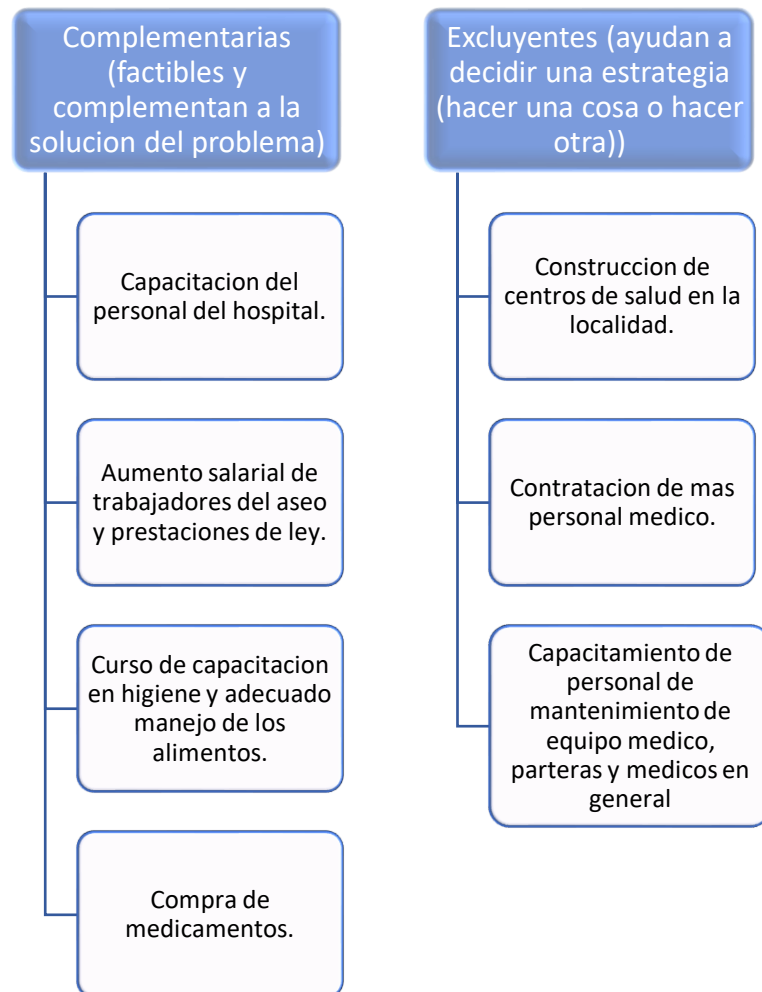 Complementarias
(factibles y
complementan a la
solucion del problema)
Capacitacion del
personal del hospital.
Aumento salarial de
trabajadores del aseo
y prestaciones de ley.
Curso de capacitacion
en higiene y adecuado
manejo de los
alimentos.
Compra de
medicamentos.
Excluyentes (ayudan a
decidir una estrategia
(hacer una cosa o hacer
otra))
Construccion de
centros de salud en la
localidad.
Contratacion de mas
personal medico.
Capacitamiento de
personal de
mantenimiento de
equipo medico,
parteras y medicos en
general